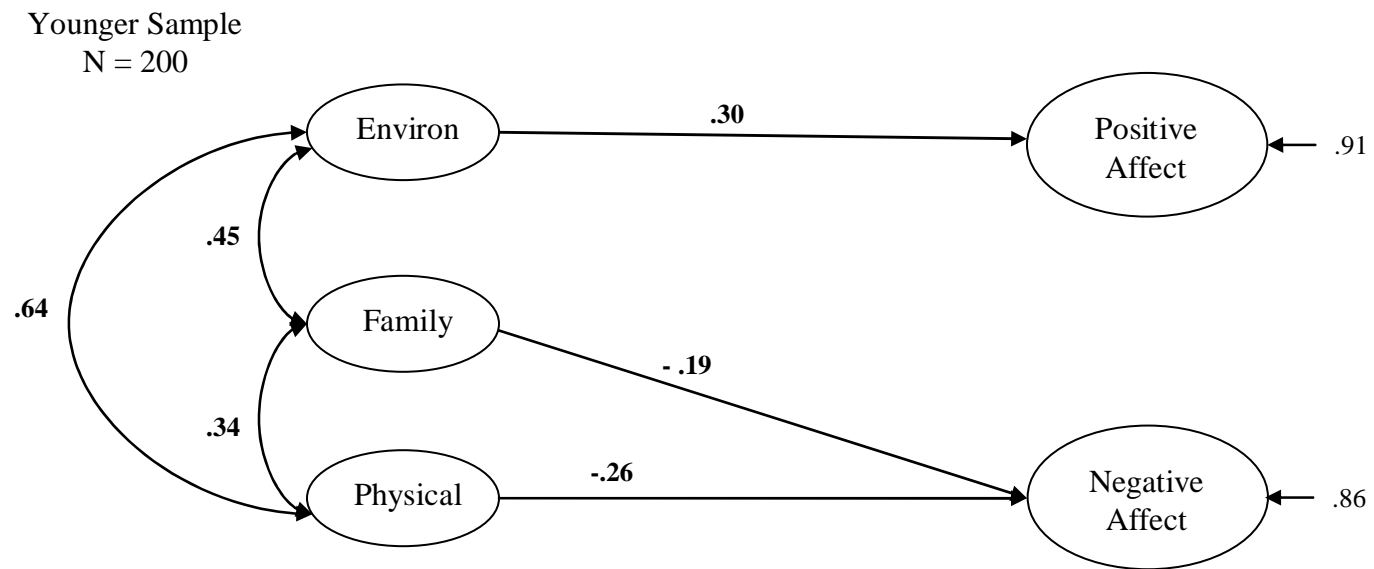 Younger Sample
N = 200
Environ
.30
Positive
Affect
.91
.45
.64
Family
- .19
.34
Physical
-.26
Negative
Affect
.86